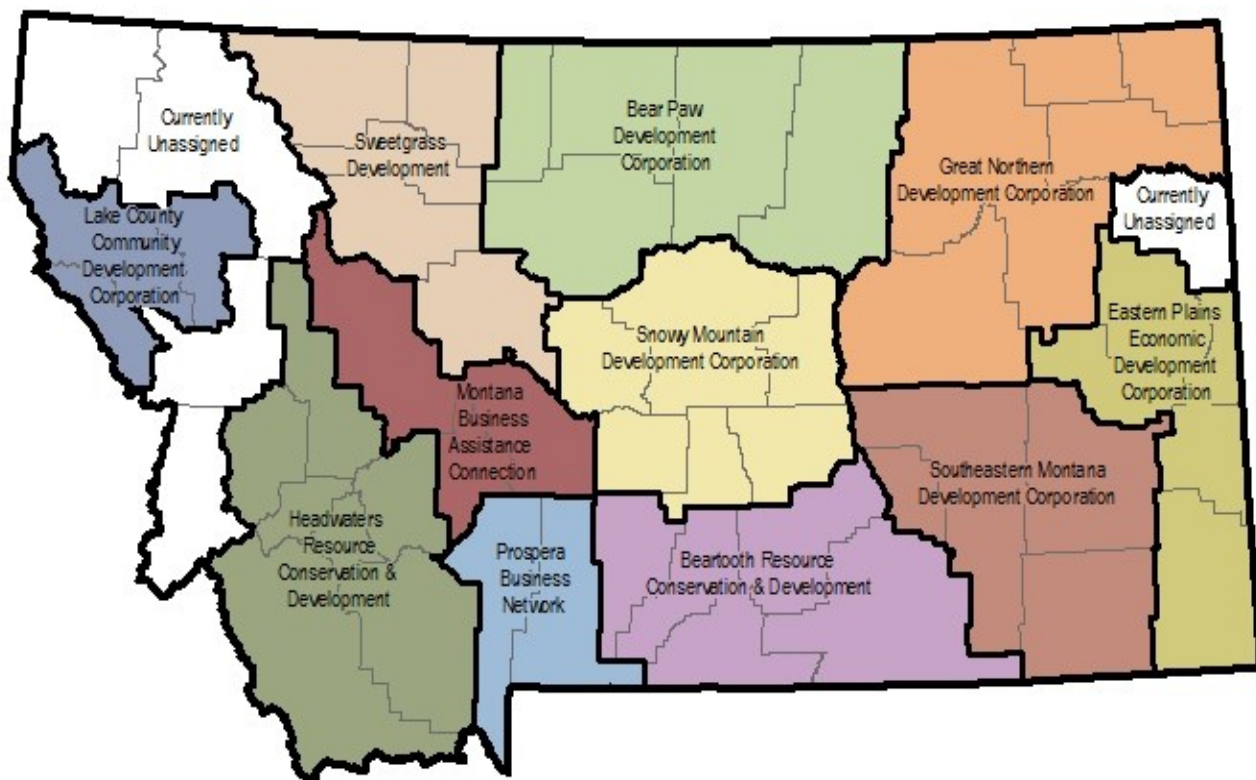 Currently
Unassigned
Sweetgrass
Development
Bear Paw
Development
Corporation
Great Northern
Development Corporation
Currently
Unassigned
Lake County
Community
Development
Corporation
Snowy Mountain
Development Corporation
Eastern Plains
Economic
Development
Corporation
Montana
Business
Assistance
Connection
Southeastern Montana
Development Corporation
Headwaters
Resource
Conservation &
Development
Prospera
Business
Network
Beartooth Resource
Conservation & Development